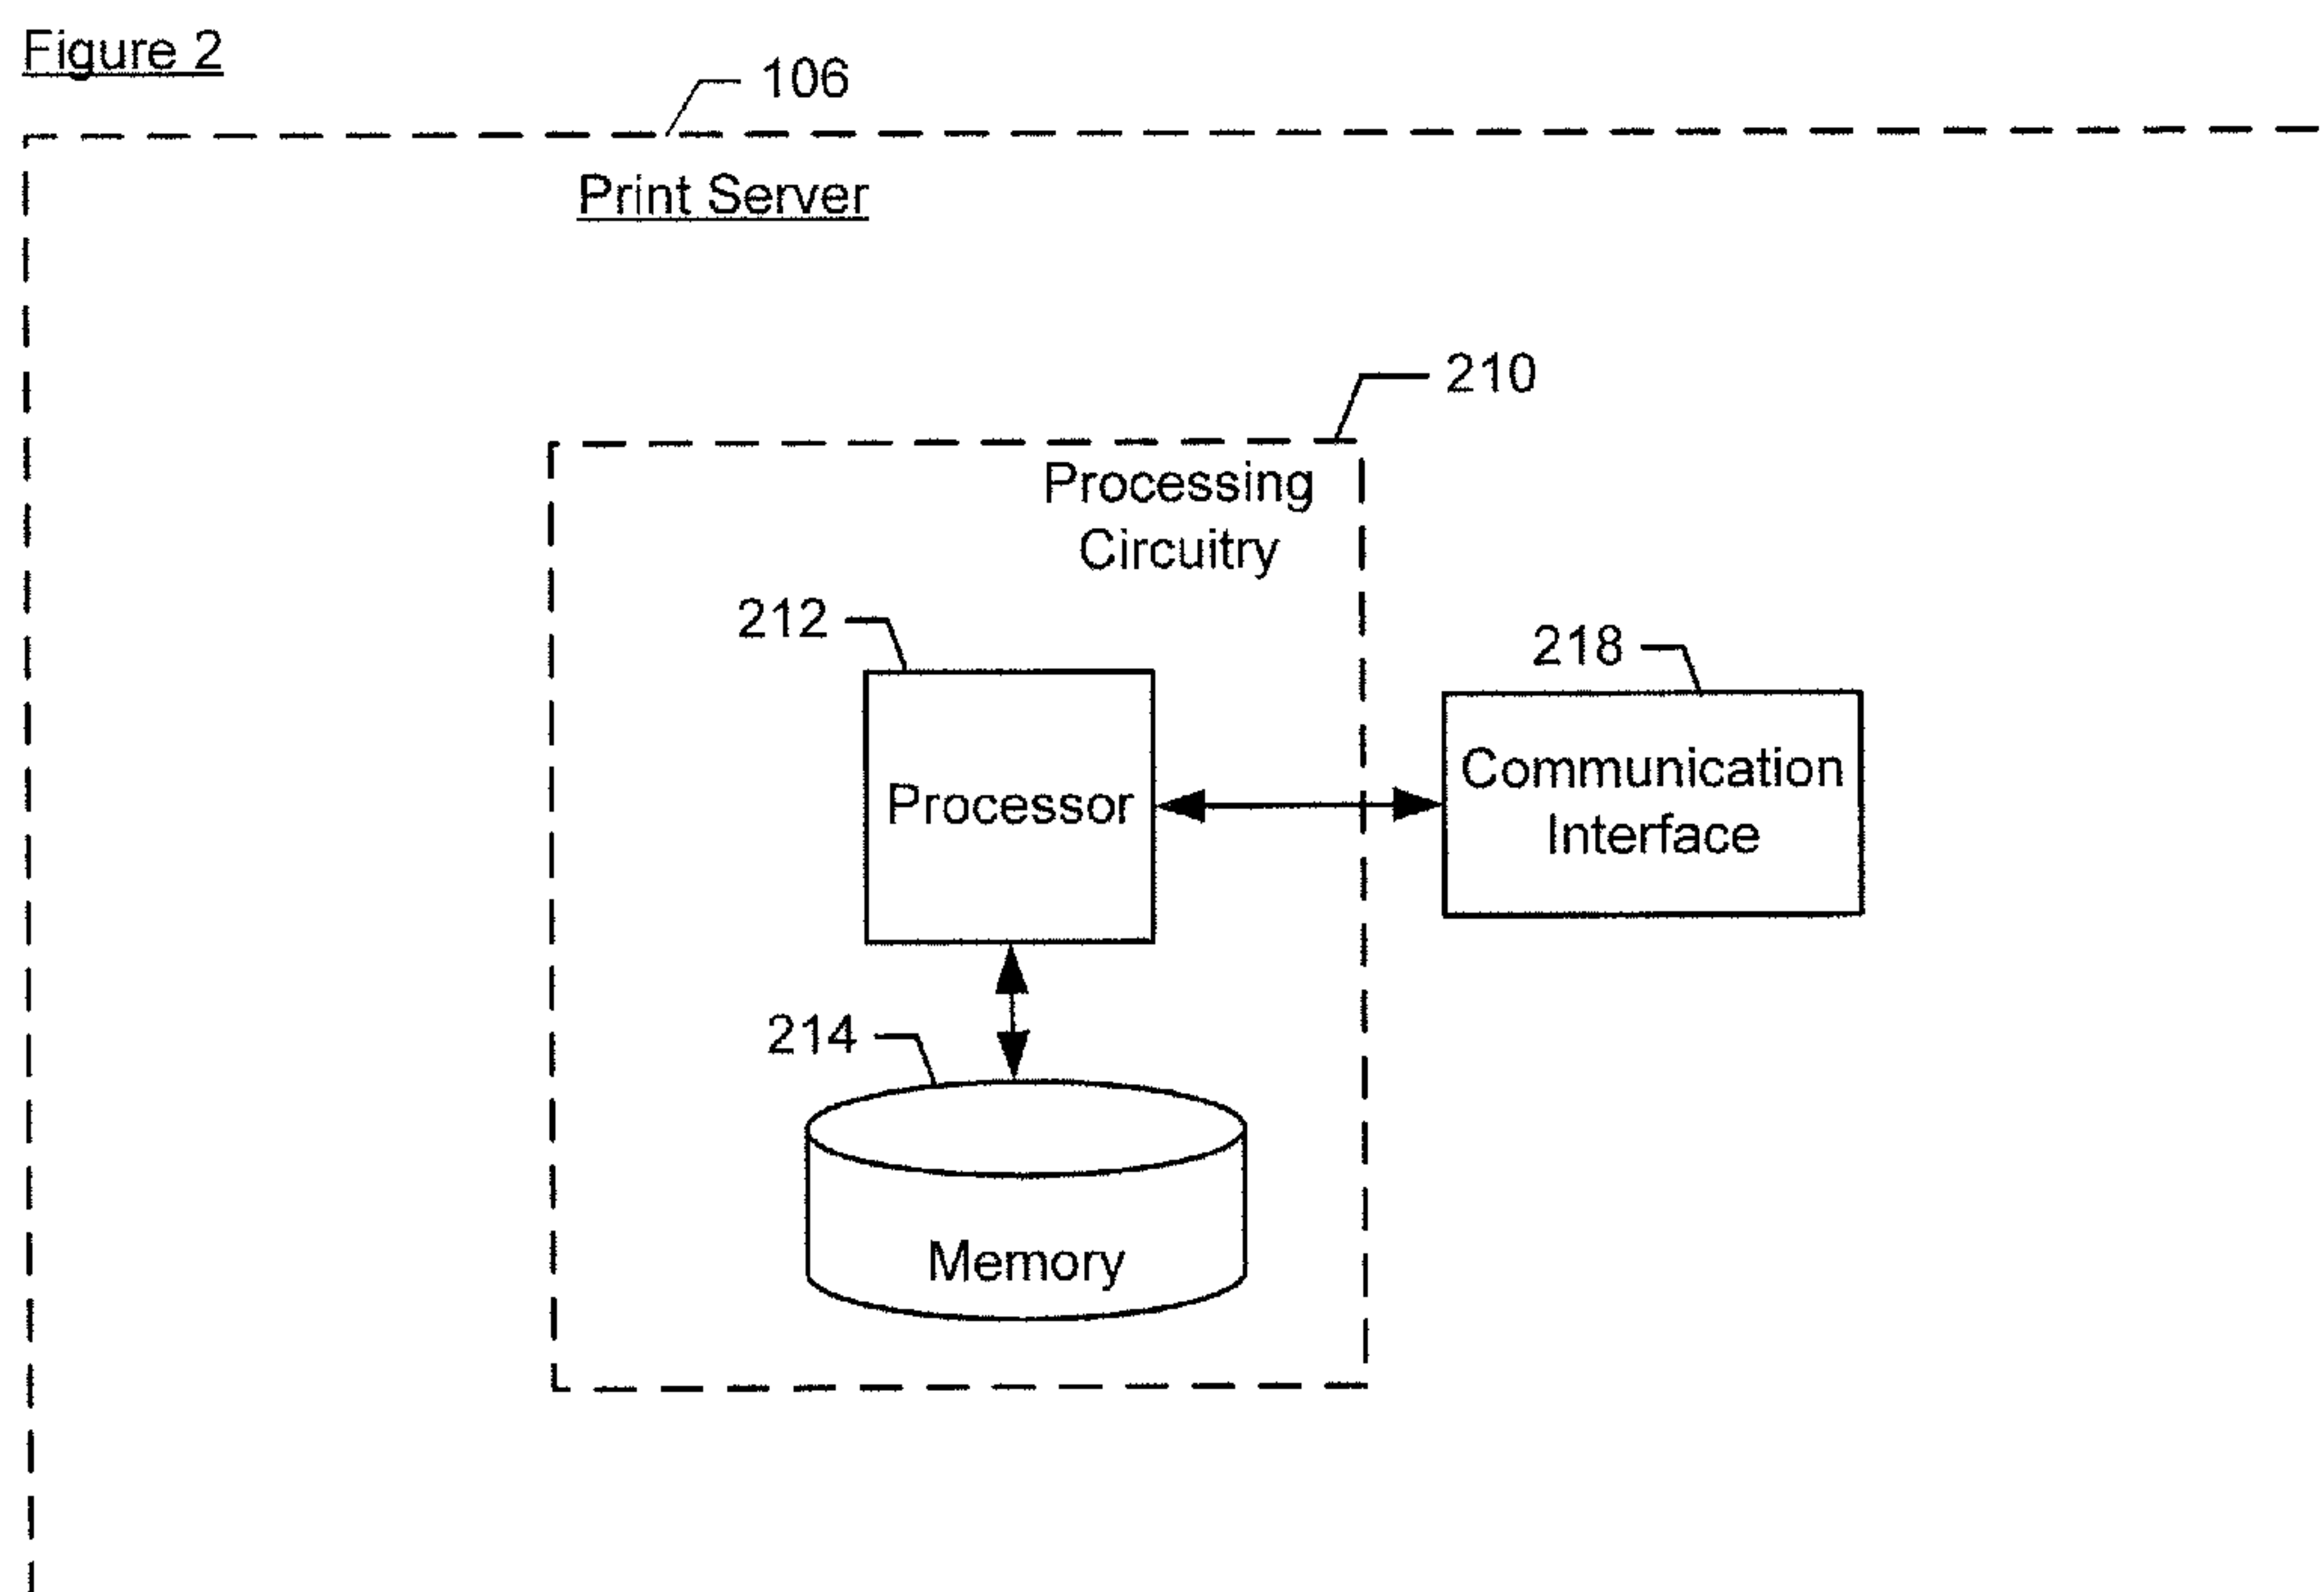 Figure 2
106
Print Server
210
Processing
Circuitry
212
218
Processor
Communication
Interface
214
Memory